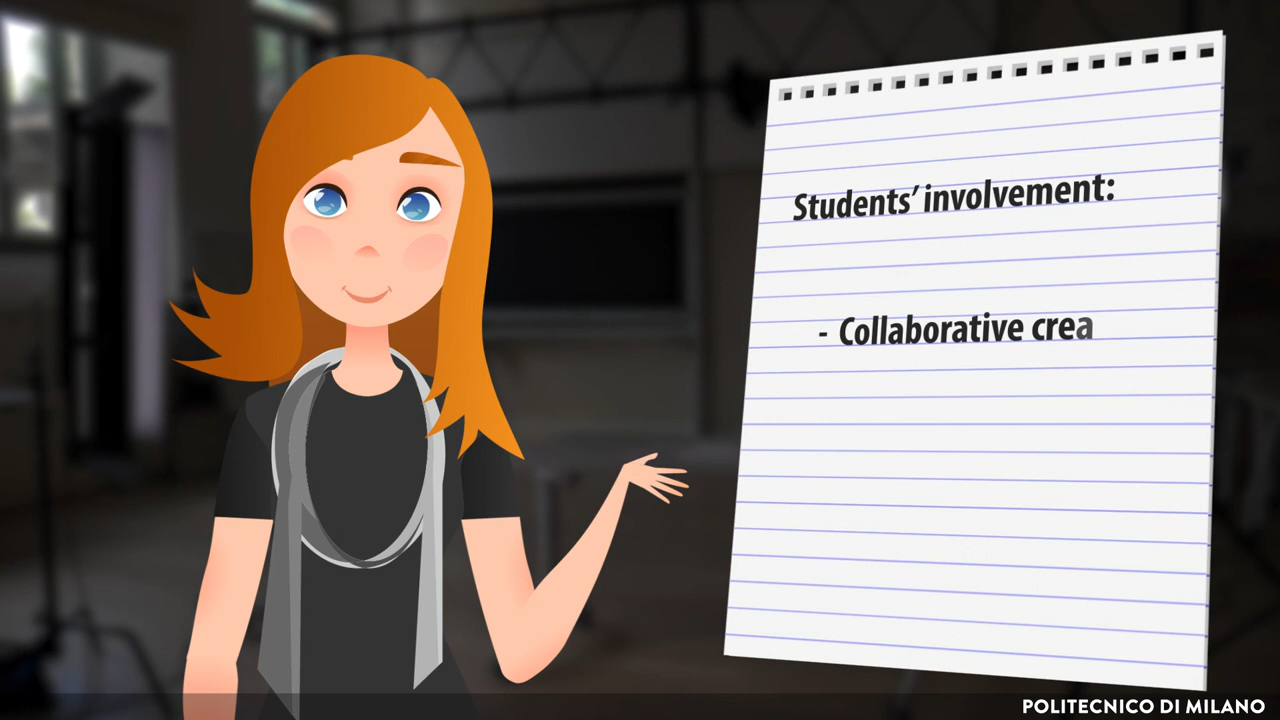 Students’ involvement:
- Collaborative crea
POLITECNICO DI MILANO